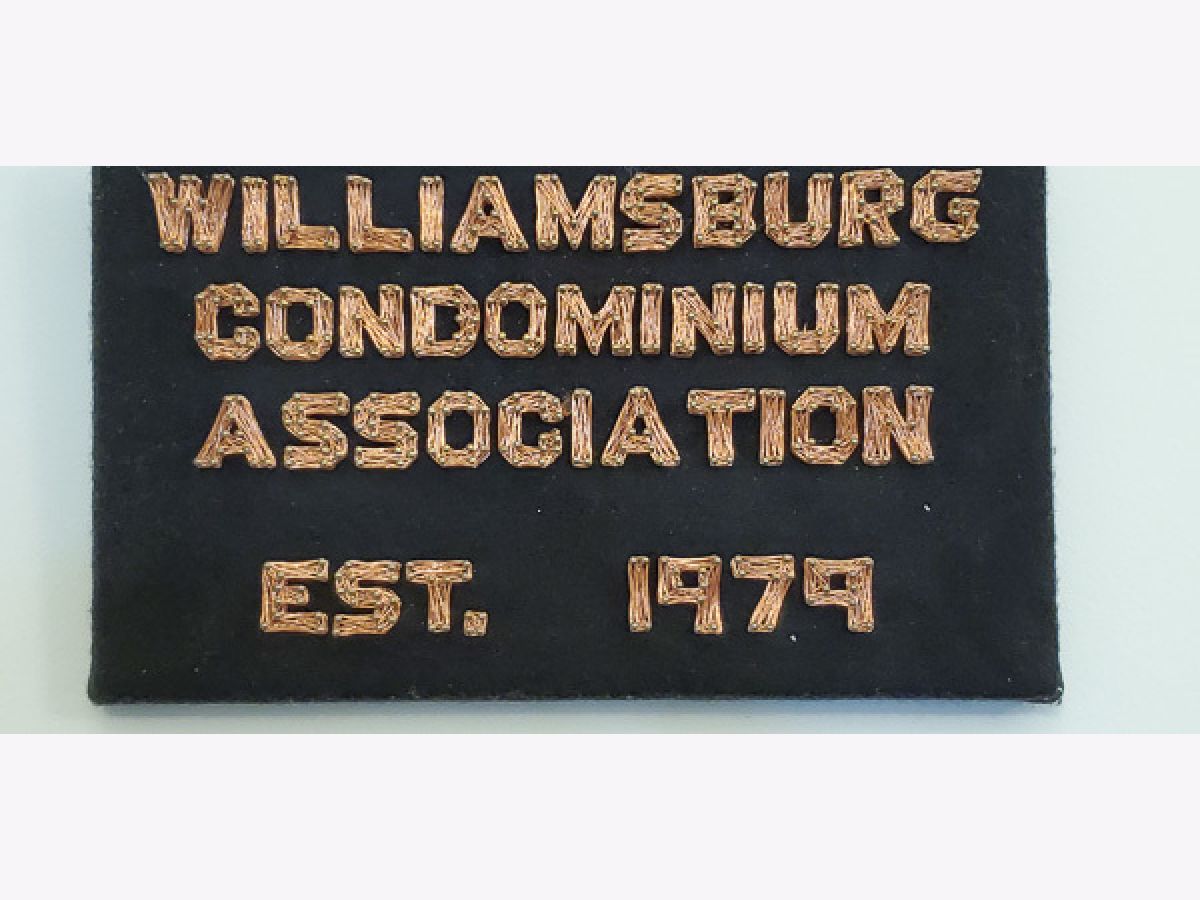 WILLIAMSBURG
CONDOMINIUM
ASSOCIATION
EST. 1979